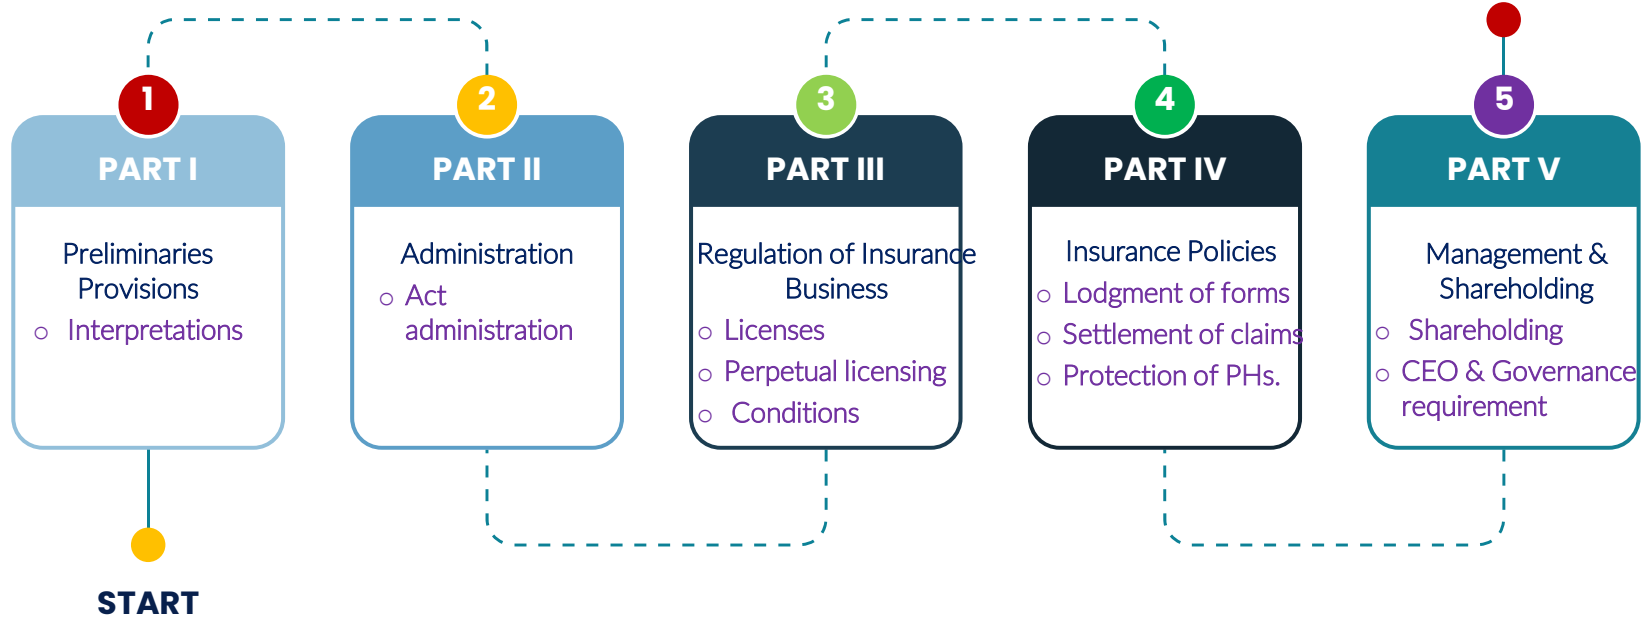 1
PART I
Preliminaries
Provisions
o Interpretations
2
PART II
Administration
o Act
administration
3
PART III
Regulation of Insurance
Business
o Licenses
o Perpetual licensing
o Conditions
4
PART IV
Insurance Policies
o Lodgment of forms
o Settlement of claims
o Protection of PHs.
5
PART V
Management &
Shareholding
o Shareholding
o CEO & Governance
requirement
START